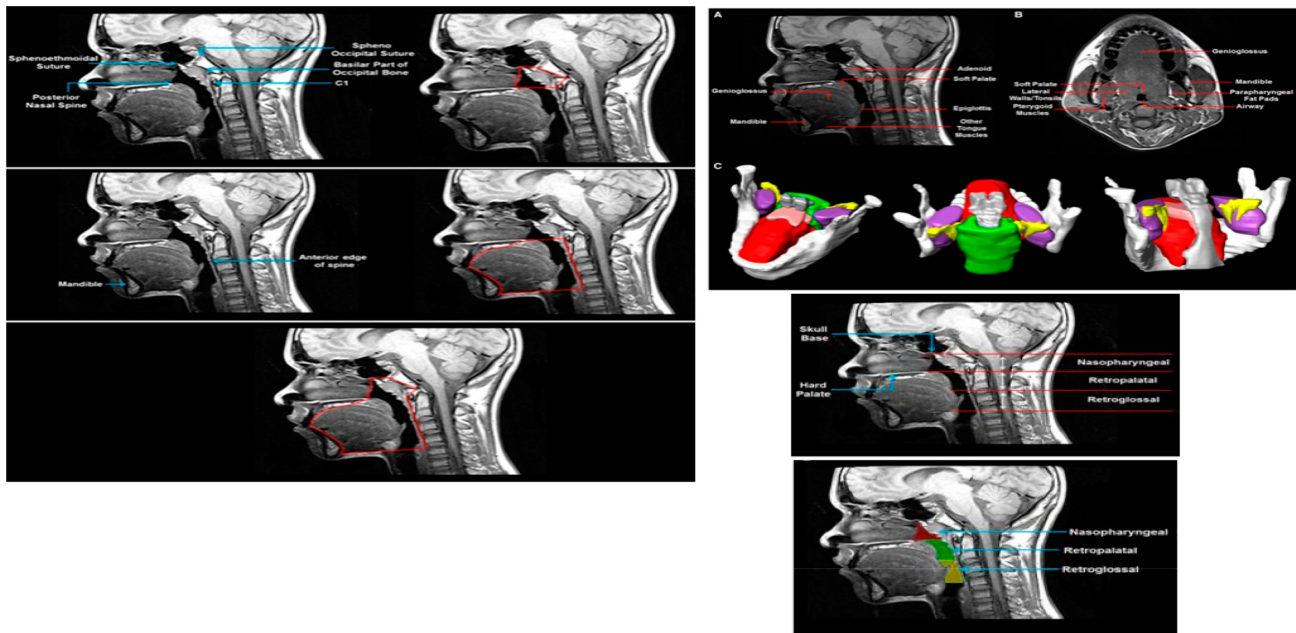 Sphenoethmoidal
Suture
Posterior
Nasal Spine
Spheno
Occipital Suture
Basilar Part of
Occipital Bone
C1
Mandible
Anterior edge
of spine
A
Adenoid
Soft Palate
Genioglossus
Epiglottis
Mandible
Other
Tongue
Muscles
B
Genioglossus
Soft Palate
Lateral
Walls/Tonsils
Pterygoid
Muscles
Mandible
Parapharyngeal
Fat Pads
Airway
C
Skull
Base
Hard
Palate
Nasopharyngeal
Retropalatal
Retroglossal
Nasopharyngeal
Retropalatal
Retroglossal